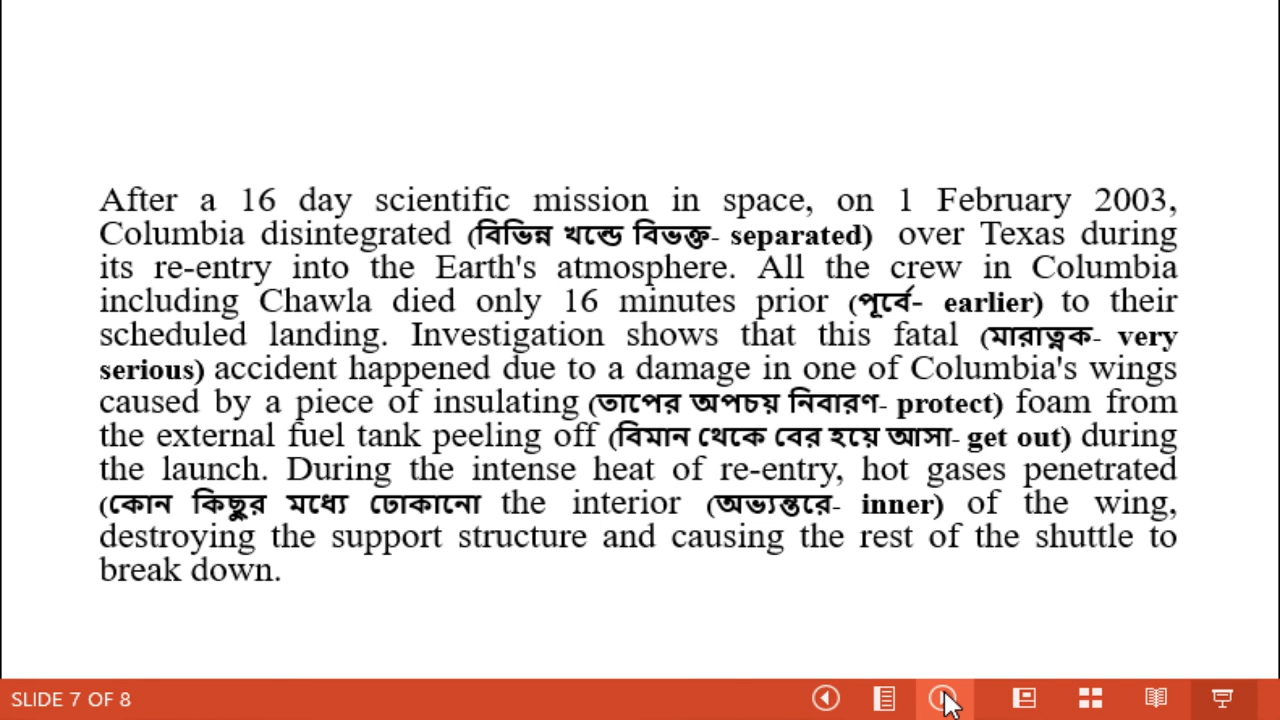 After a 16 day scientific mission in space, on 1 February 2003,
Columbia disintegrated (বিভিন্ন খন্ডে বিভক্ত- separated) over Texas during
its re-entry into the Earth's atmosphere. All the crew in Columbia
including Chawla died only 16 minutes prior (পূর্বে- earlier) to their
scheduled landing. Investigation shows that this fatal (মারাত্নক- very
serious) accident happened due to a damage in one of Columbia's wings
caused by a piece of insulating (তাপের অপচয় নিবারণ- protect) foam from
the external fuel tank peeling off (বিমান থেকে বের হয়ে আসা- get out) during
the launch. During the intense heat of re-entry, hot gases penetrated
(কোন কিছুর মধ্যে ঢোকানো the interior (অভ্যন্তরে- inner) of the wing,
destroying the support structure and causing the rest of the shuttle to
break down.
SLIDE 7 OF 8